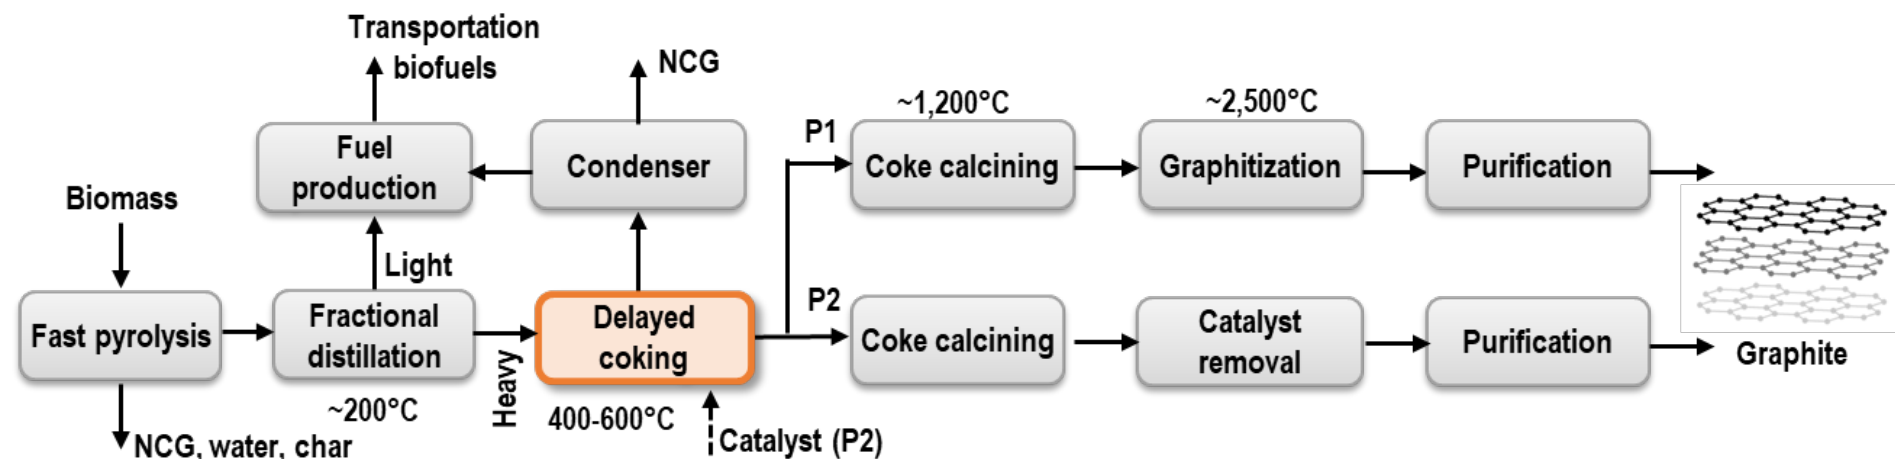 Transportation
biofuels
NCG
~1,200°C
~2,500°C
P1
Fuel
production
Condenser
Coke calcining
Graphitization
Purification
Biomass
Light
P2
Fast pyrolysis
Fractional
distillation
Heavy
Delayed
coking
Coke calcining
Catalyst
removal
Purification
Graphite
~200°C
400-600°C
Catalyst (P2)
NCG, water, char